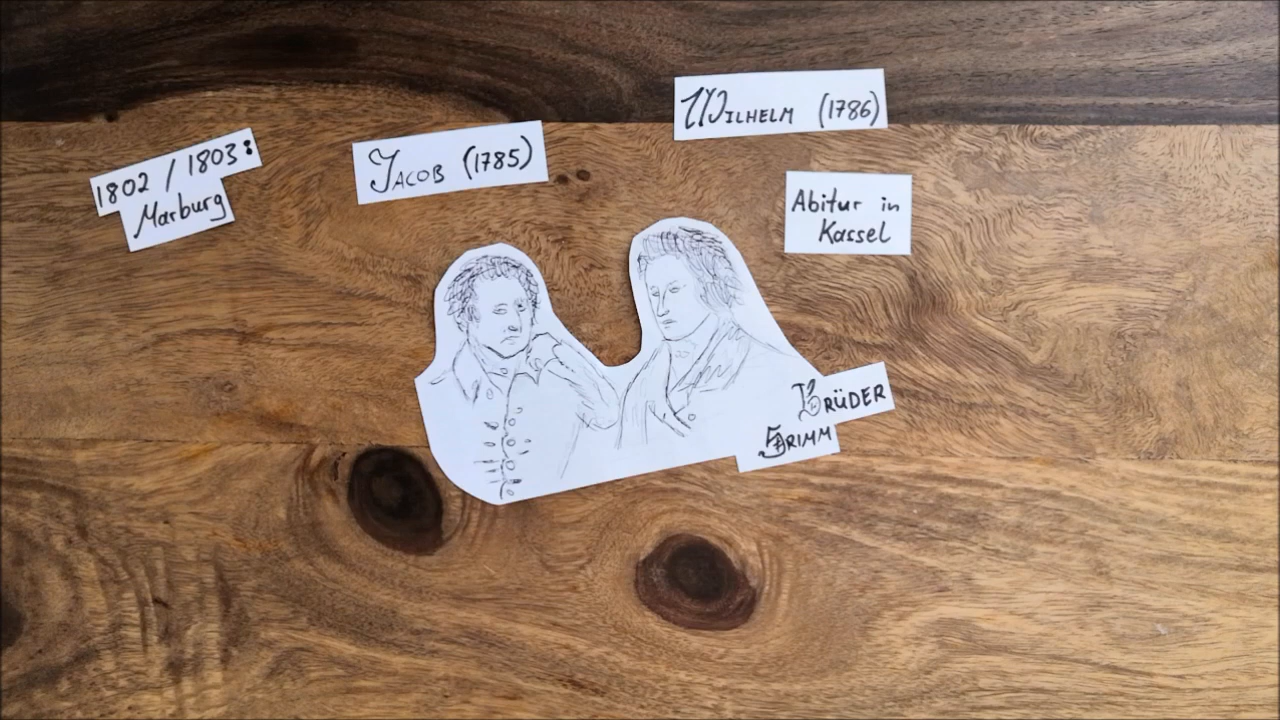 1802 / 1803:
Marburg
JACOB (1785)
WILHELM (1786)
Abitur in
Kassel
BRÜDER
GRIMM